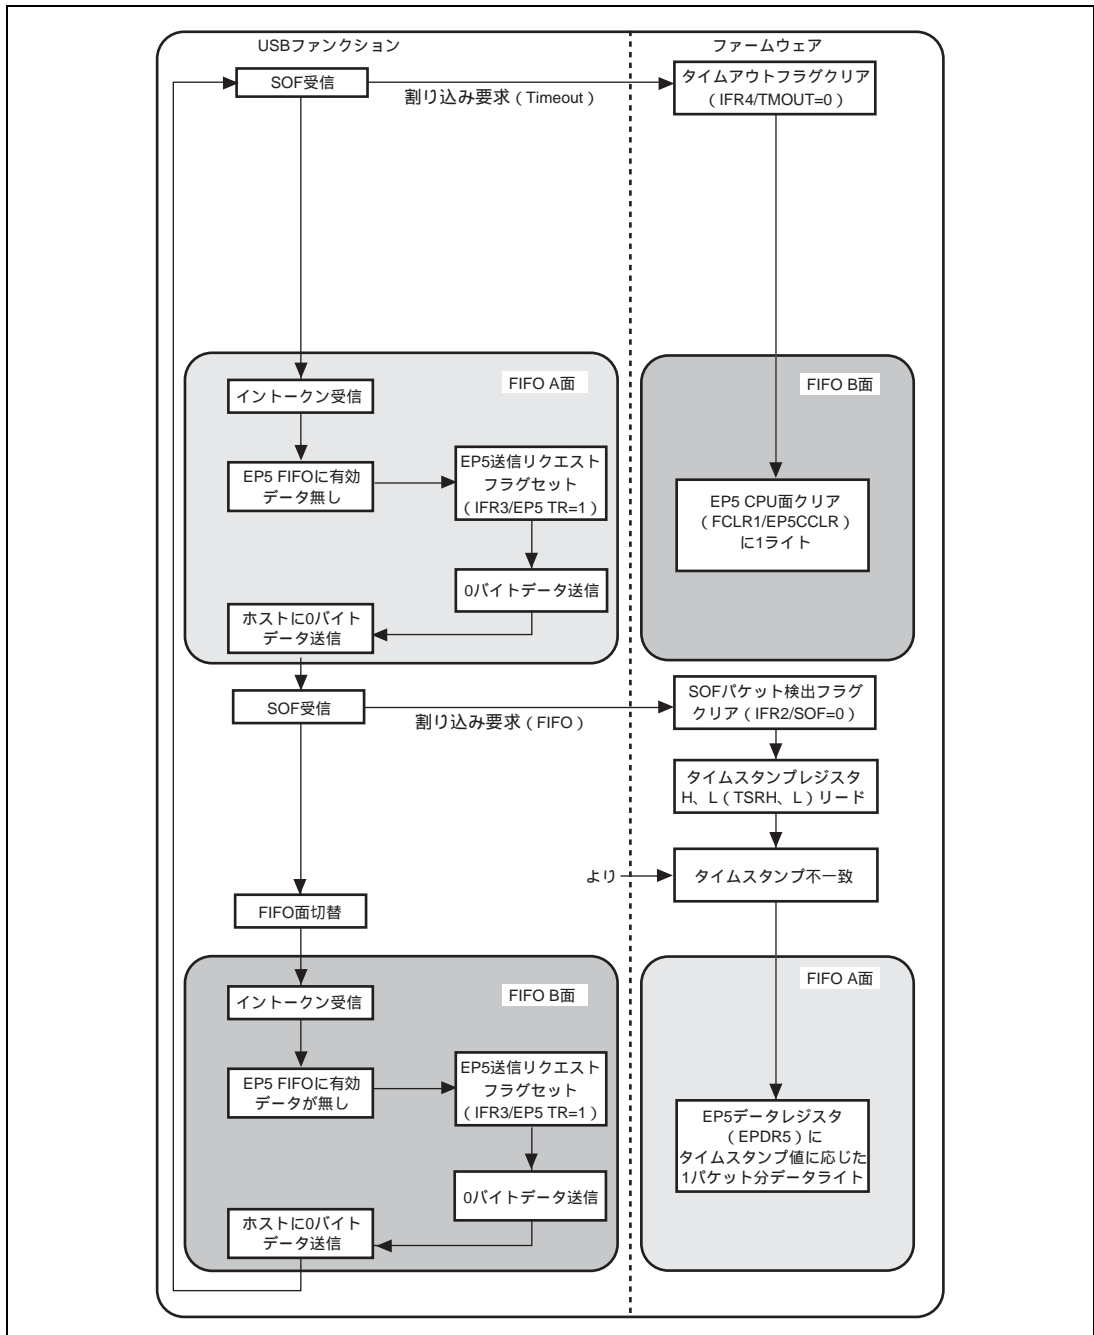 USBファンクション
ファームウェア
SOF受信
割り込み要求（Timeout）
タイムアウトフラグクリア
（IFR4/TMOUT=0）
FIFO A面
イントークン受信
EP5 FIFOに有効
データ無し
EP5送信リクエスト
フラグセット
（IFR3/EP5 TR=1）
0バイトデータ送信
ホストに0バイト
データ送信
FIFO B面
EP5 CPU面クリア
（FCLR1/EP5CCLR）
に1ライト
SOF受信
割り込み要求（FIFO）
SOFパケット検出フラグ
クリア（IFR2/SOF=0）
タイムスタンプレジスタ
H、L（TSRH、L）リード
より
タイムスタンプ不一致
FIFO面切替
FIFO B面
イントークン受信
EP5 FIFOに有効
データが無し
EP5送信リクエスト
フラグセット
（IFR3/EP5 TR=1）
0バイトデータ送信
ホストに0バイト
データ送信
FIFO A面
EP5データレジスタ
（EPDR5）に
タイムスタンプ値に応じた
1パケット分データライト